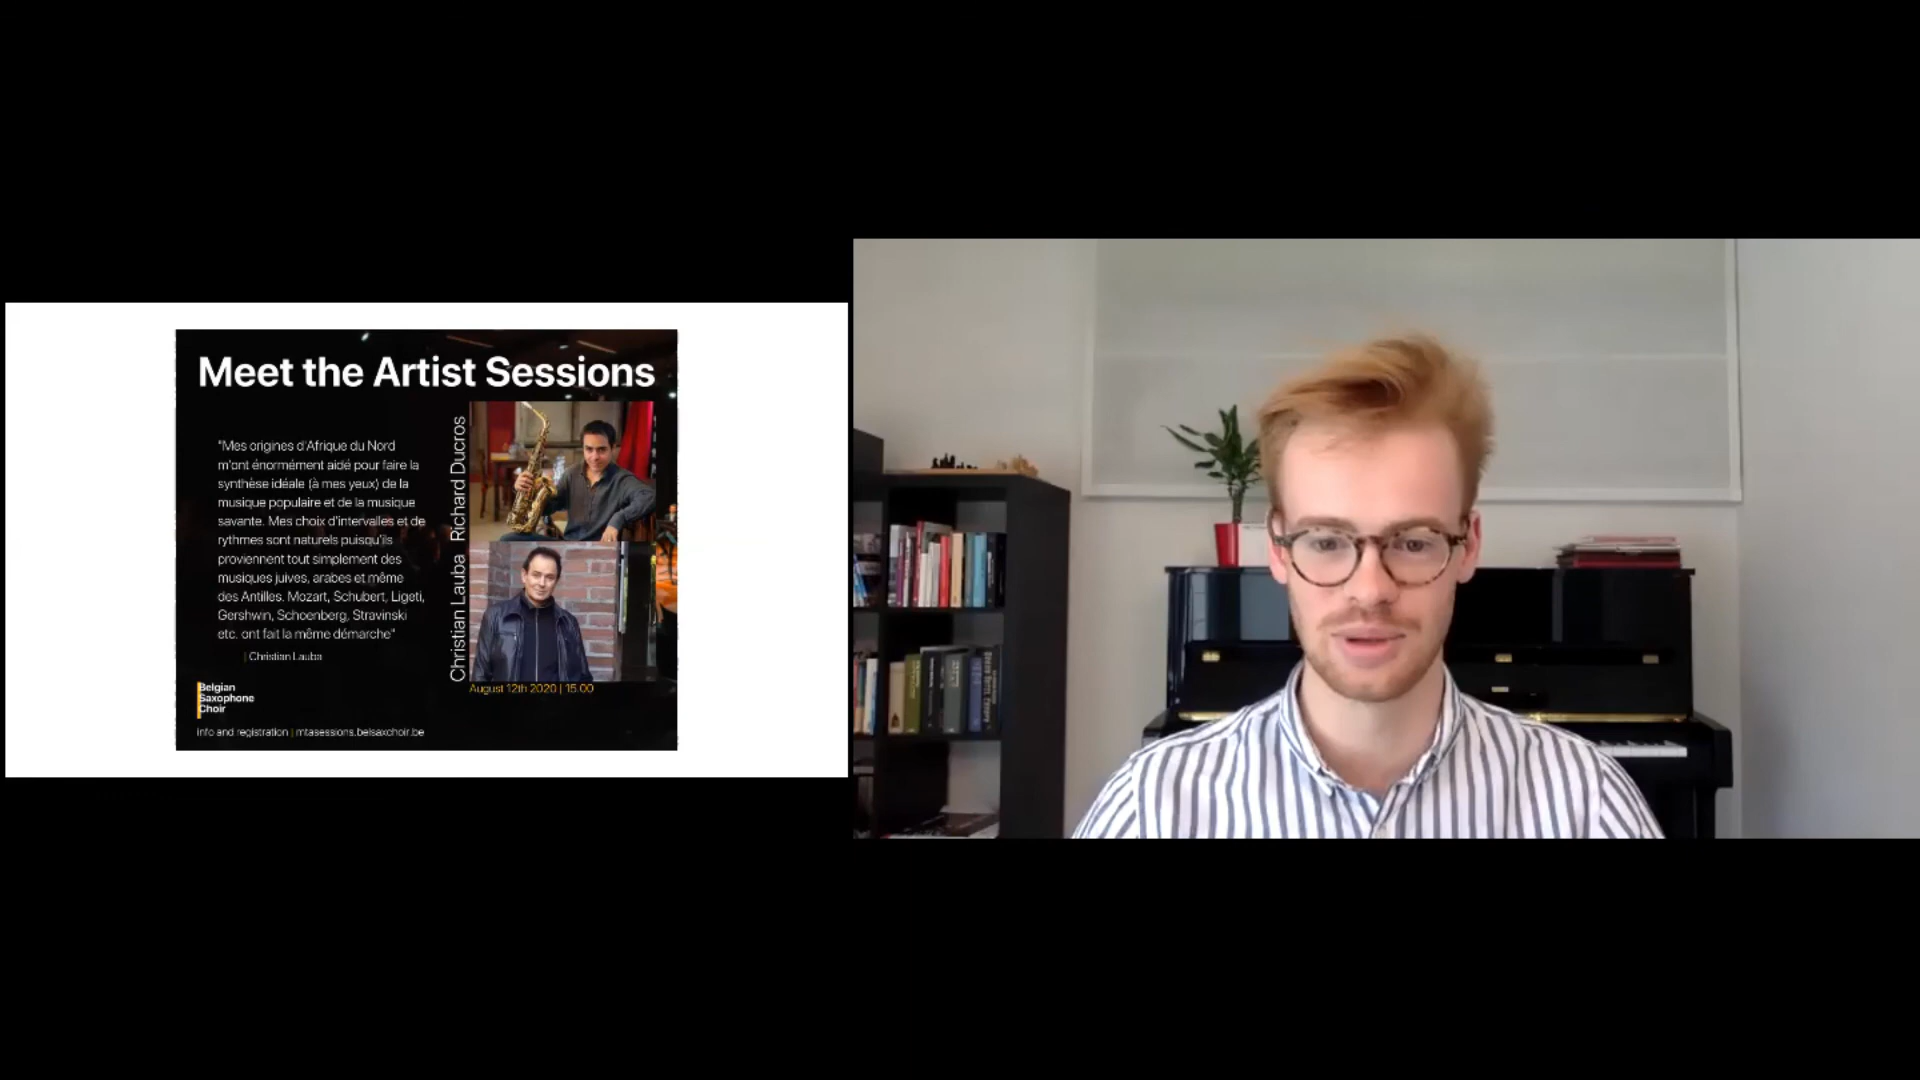 Meet the Artist Sessions
"Mes origines d'Afrique du Nord
m'ont énormément aidé pour faire la
synthèse idéale (à mes yeux) de la
musique populaire et de la musique
savante. Mes choix d'intervalles et de
rythmes sont naturels puisqu'ils
proviennent tout simplement des
musiques juives, arabes et même
des Antilles. Mozart, Schubert, Ligeti,
Gershwin, Schoenberg, Stravinski
etc. ont fait la même démarche"
| Christian Lauba
Richard Ducros
Christian Lauba
August 12th 2020 | 15.00
Belgian
Saxophone
Choir
info and registration | mtasessions.belsaxchoir.be